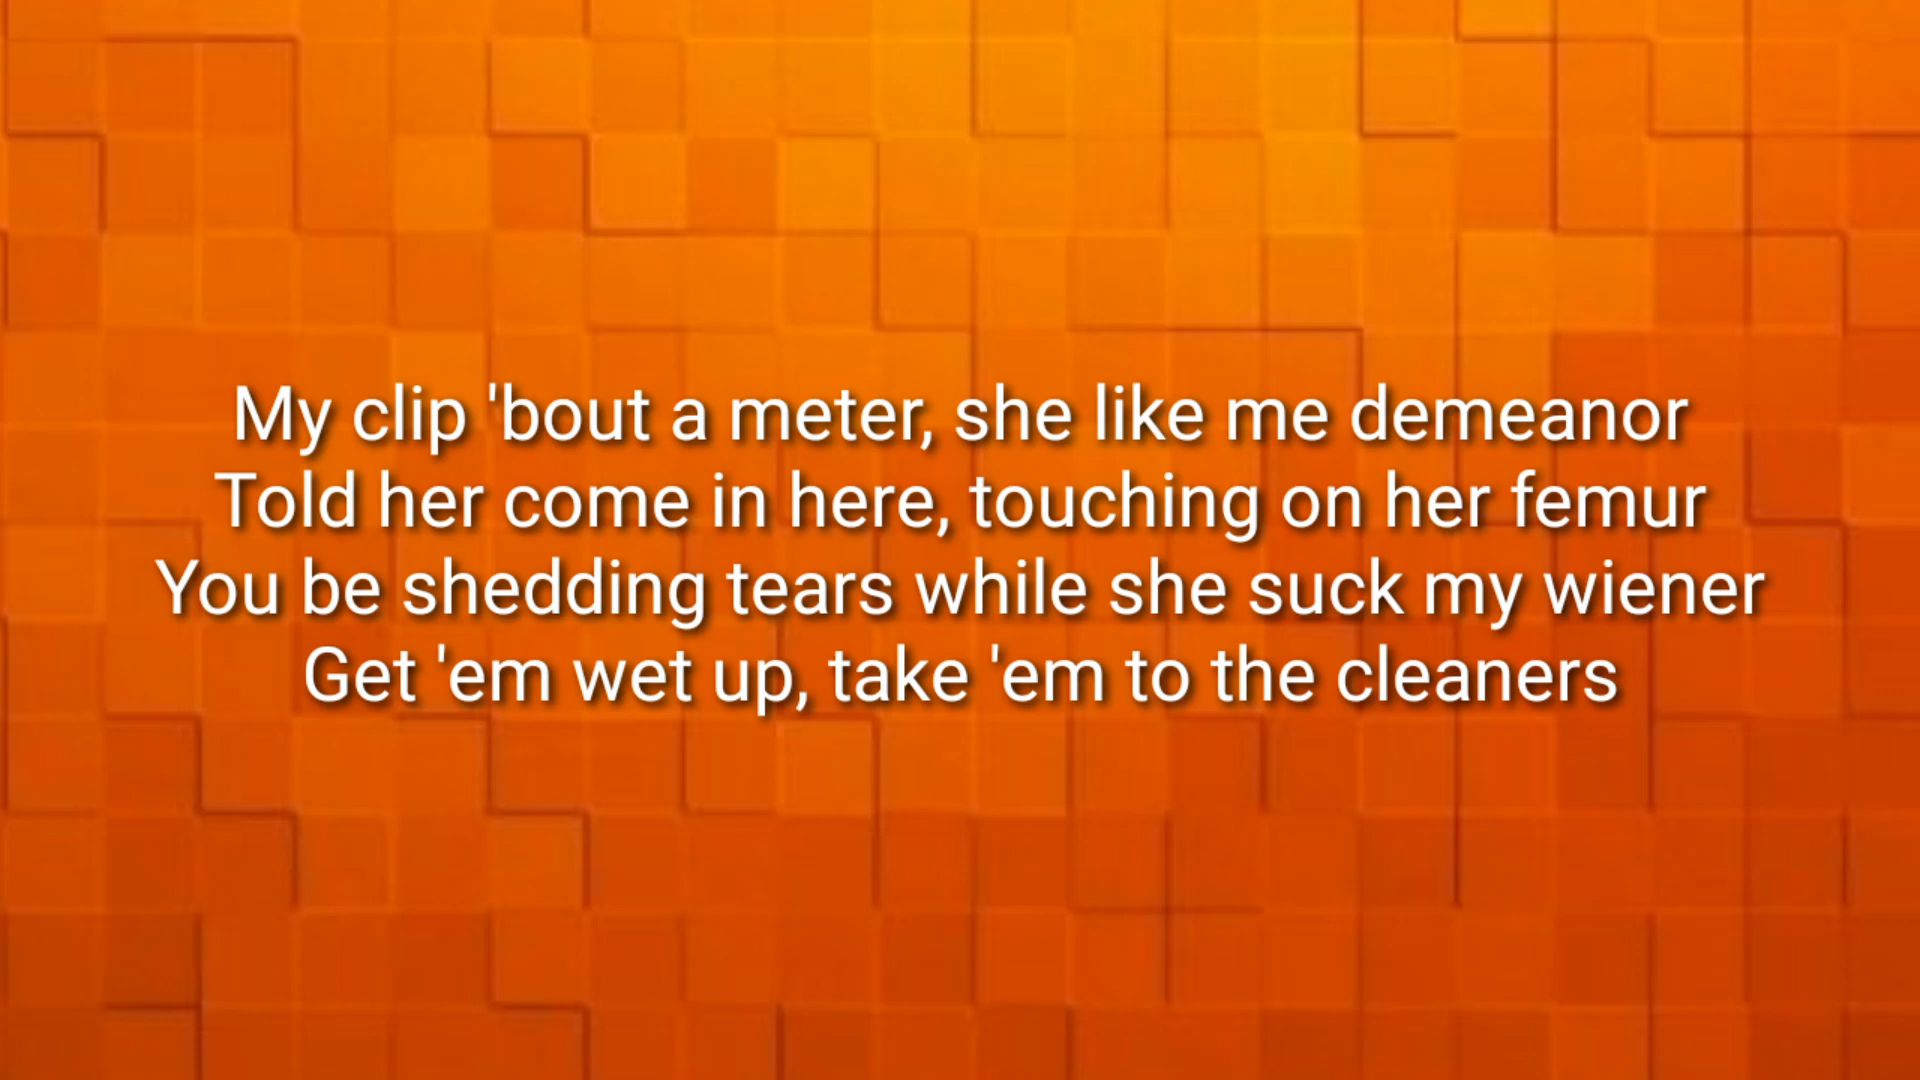 My clip 'bout a meter, she like me demeanor
Told her come in here, touching on her femur
You be shedding tears while she suck my wiener
Get 'em wet up, take 'em to the cleaners